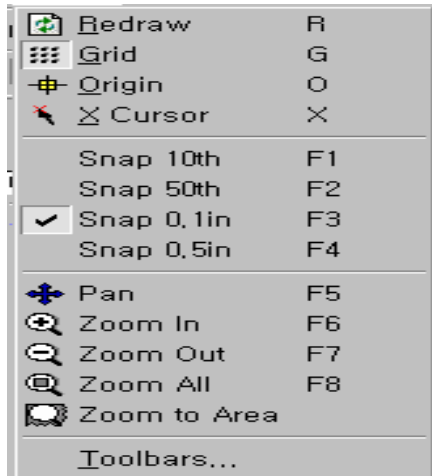 Redraw R
Grid G
Origin O
X Cursor X
Snap 10th F1
Snap 50th F2
Snap 0,1in F3
Snap 0,5in F4
Pan F5
Zoom In F6
Zoom Out F7
Zoom All F8
Zoom to Area
Toolbars...